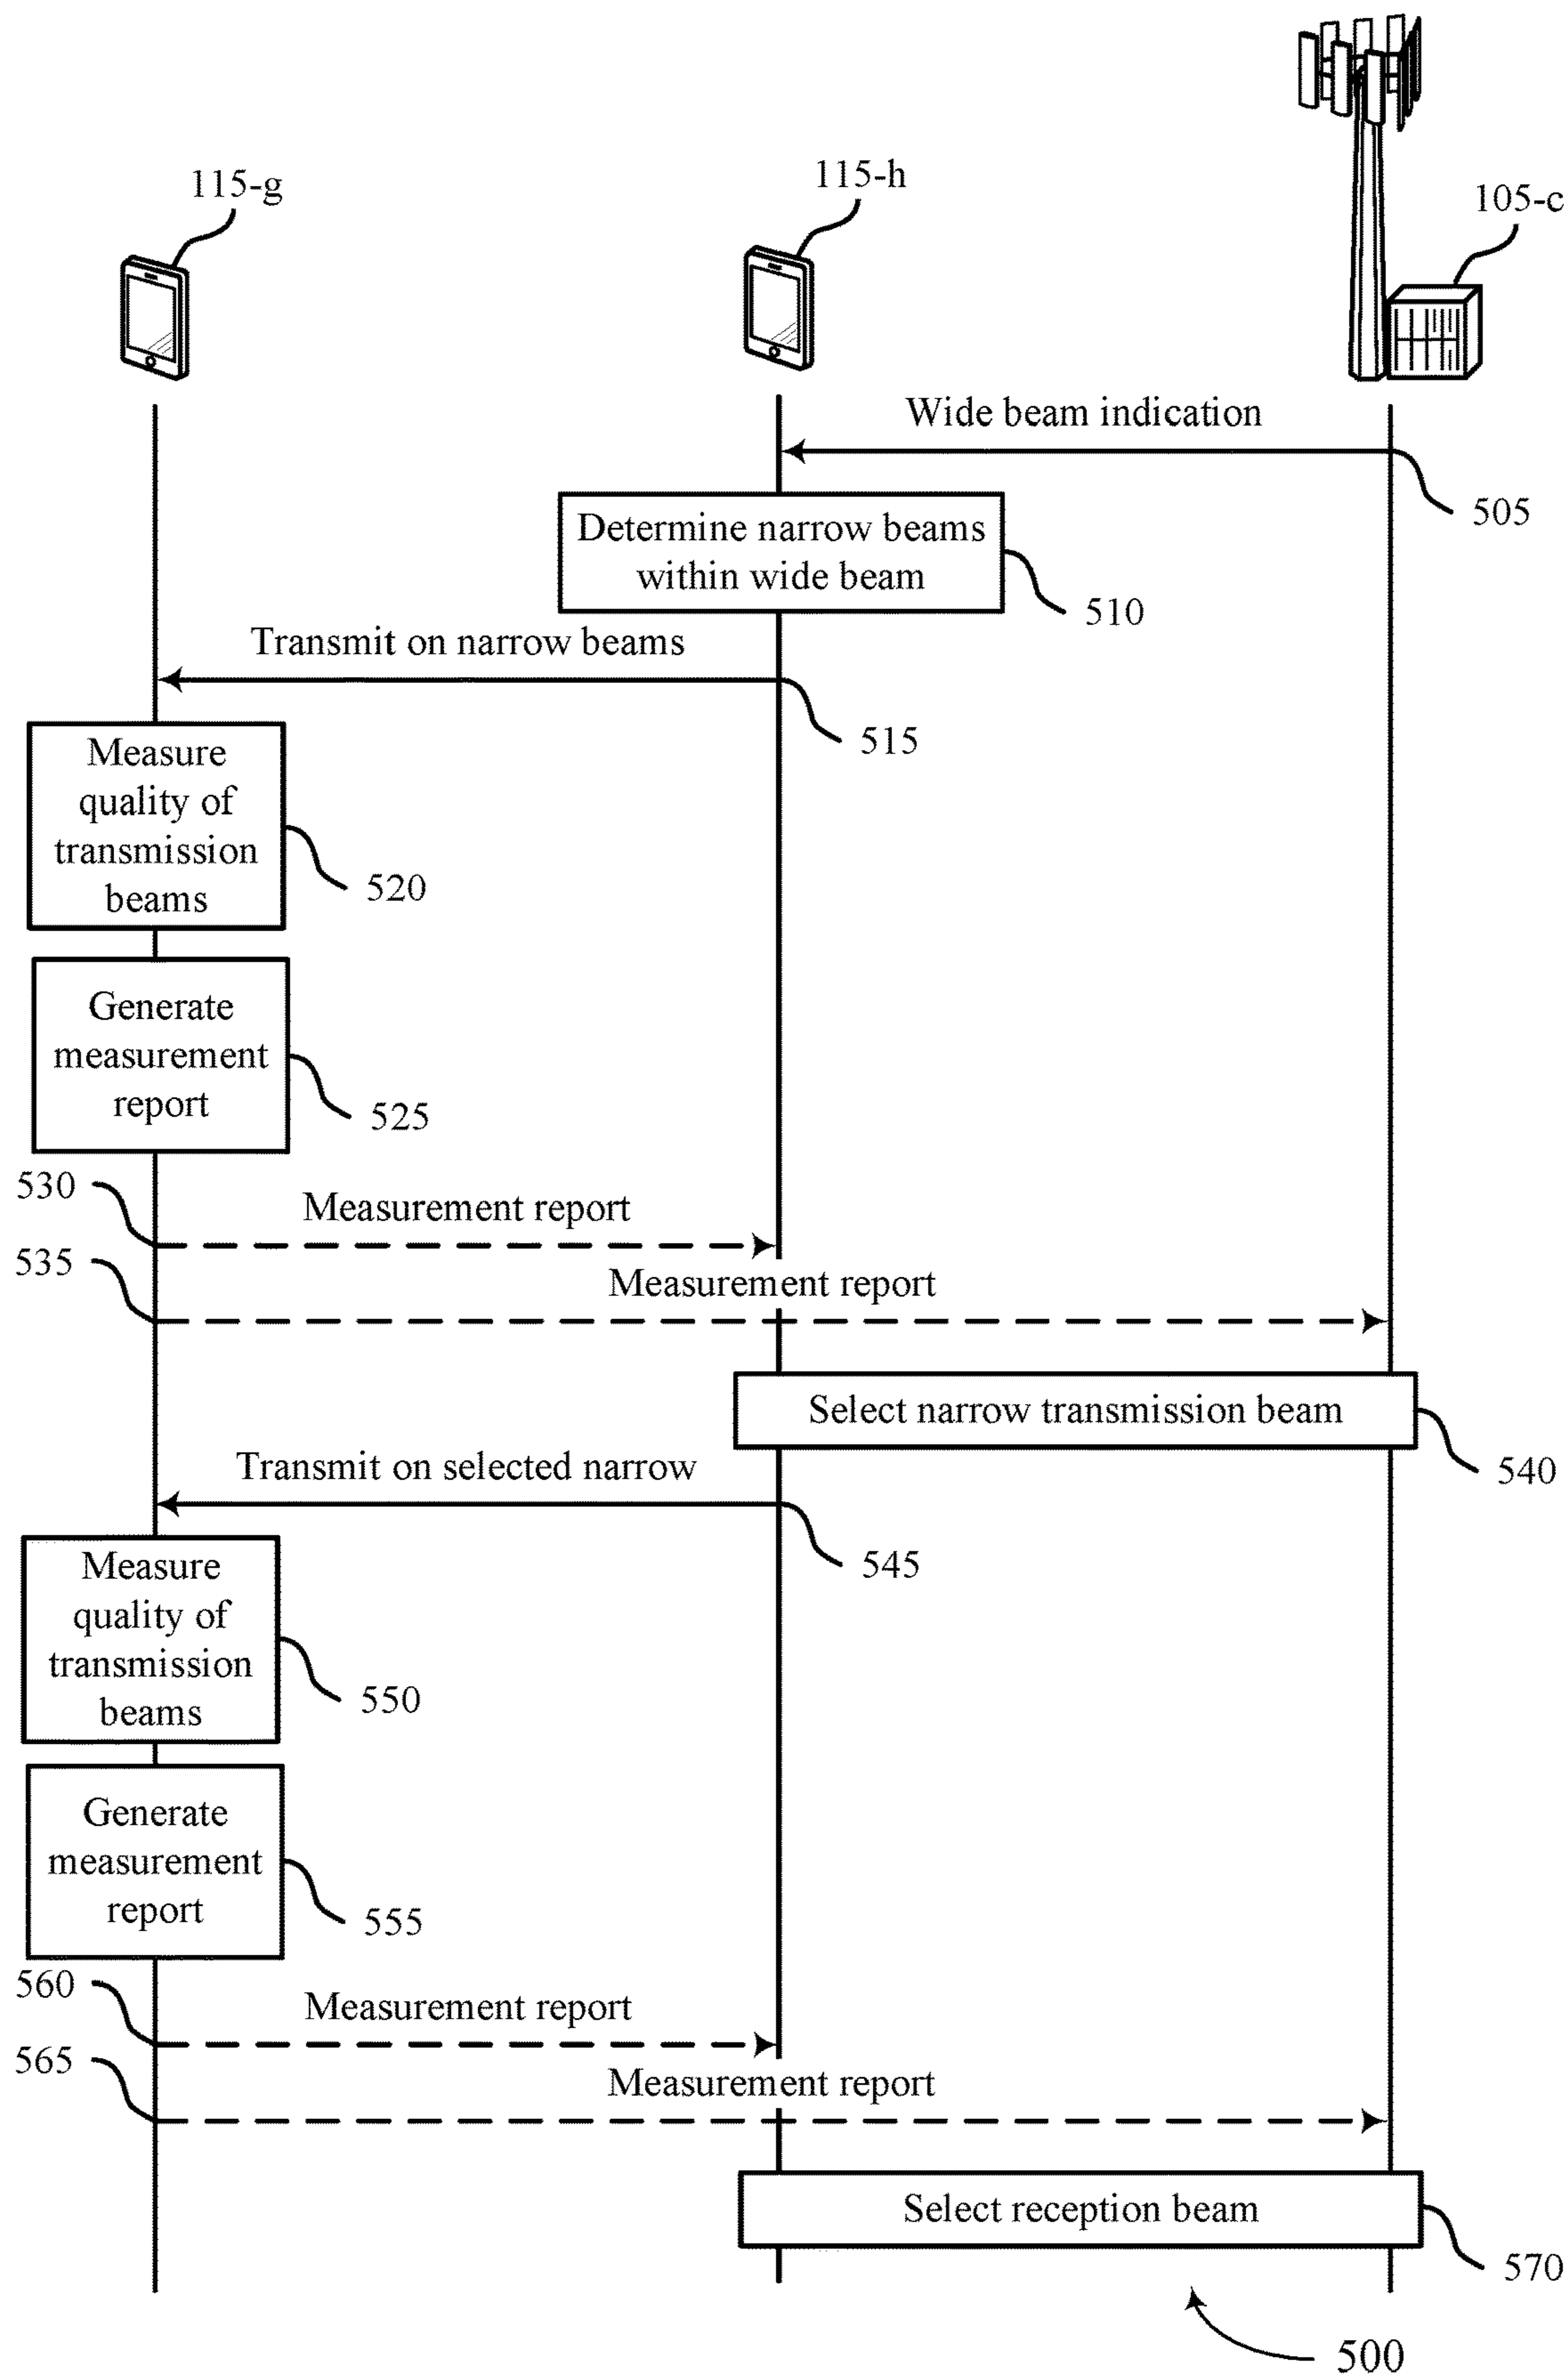 115-g
115-h
105-c
Wide beam indication
505
Determine narrow beams
within wide beam
510
Transmit on narrow beams
515
Measure
quality of
transmission
beams
520
Generate
measurement
report
525
530
Measurement report
535
Measurement report
Select narrow transmission beam
540
Transmit on selected narrow
545
Measure
quality of
transmission
beams
550
Generate
measurement
report
555
560
Measurement report
565
Measurement report
Select reception beam
570
500